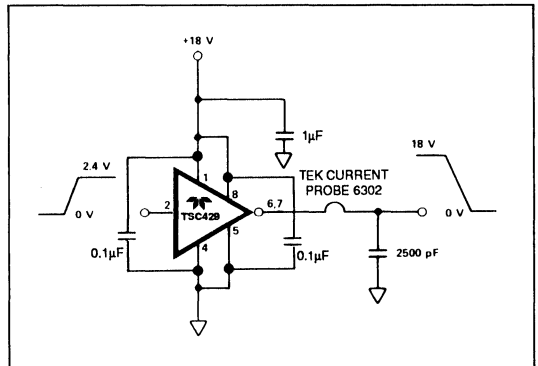 +18 V
1µF
2.4 V
0 V
18 V
0 V
TEK CURRENT
PROBE 6302
1
8
2
TSC429
6,7
5
4
0.1µF
0.1µF
2500 pF